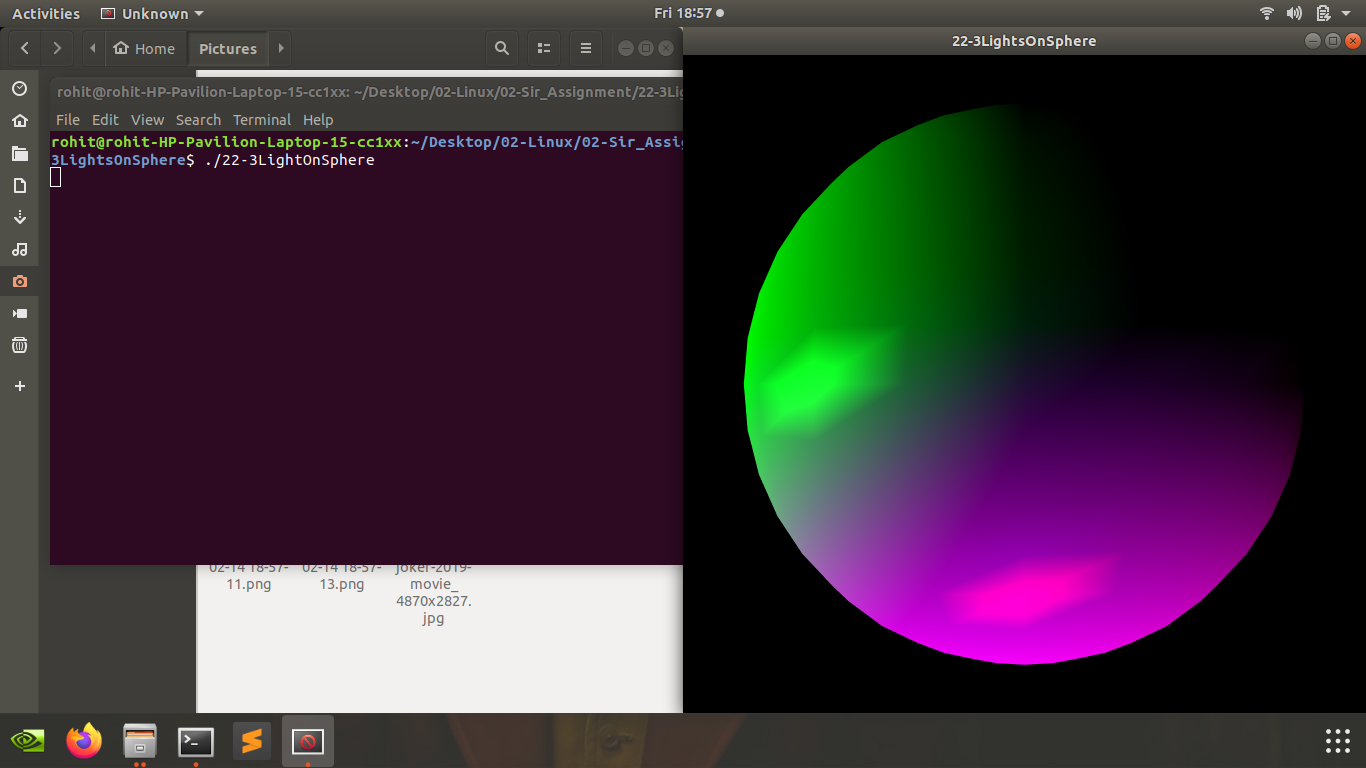 Activities
Unknown
Fri 18:57
Home
Pictures
22-3LightsOnSphere
rohit@rohit-HP-Pavilion-Laptop-15-cc1xx: ~/Desktop/02-Linux/02-Sir_Assignment/22-3Lig
File Edit View Search Terminal Help
rohit@rohit-HP-Pavilion-Laptop-15-cc1xx:~/Desktop/02-Linux/02-Sir_Assig
3LightsOnSphere$ ./22-3LightOnSphere
02-14 18-57-
11.png
02-14 18-57-
13.png
joker-2019-
movie_
4870x2827.
jpg